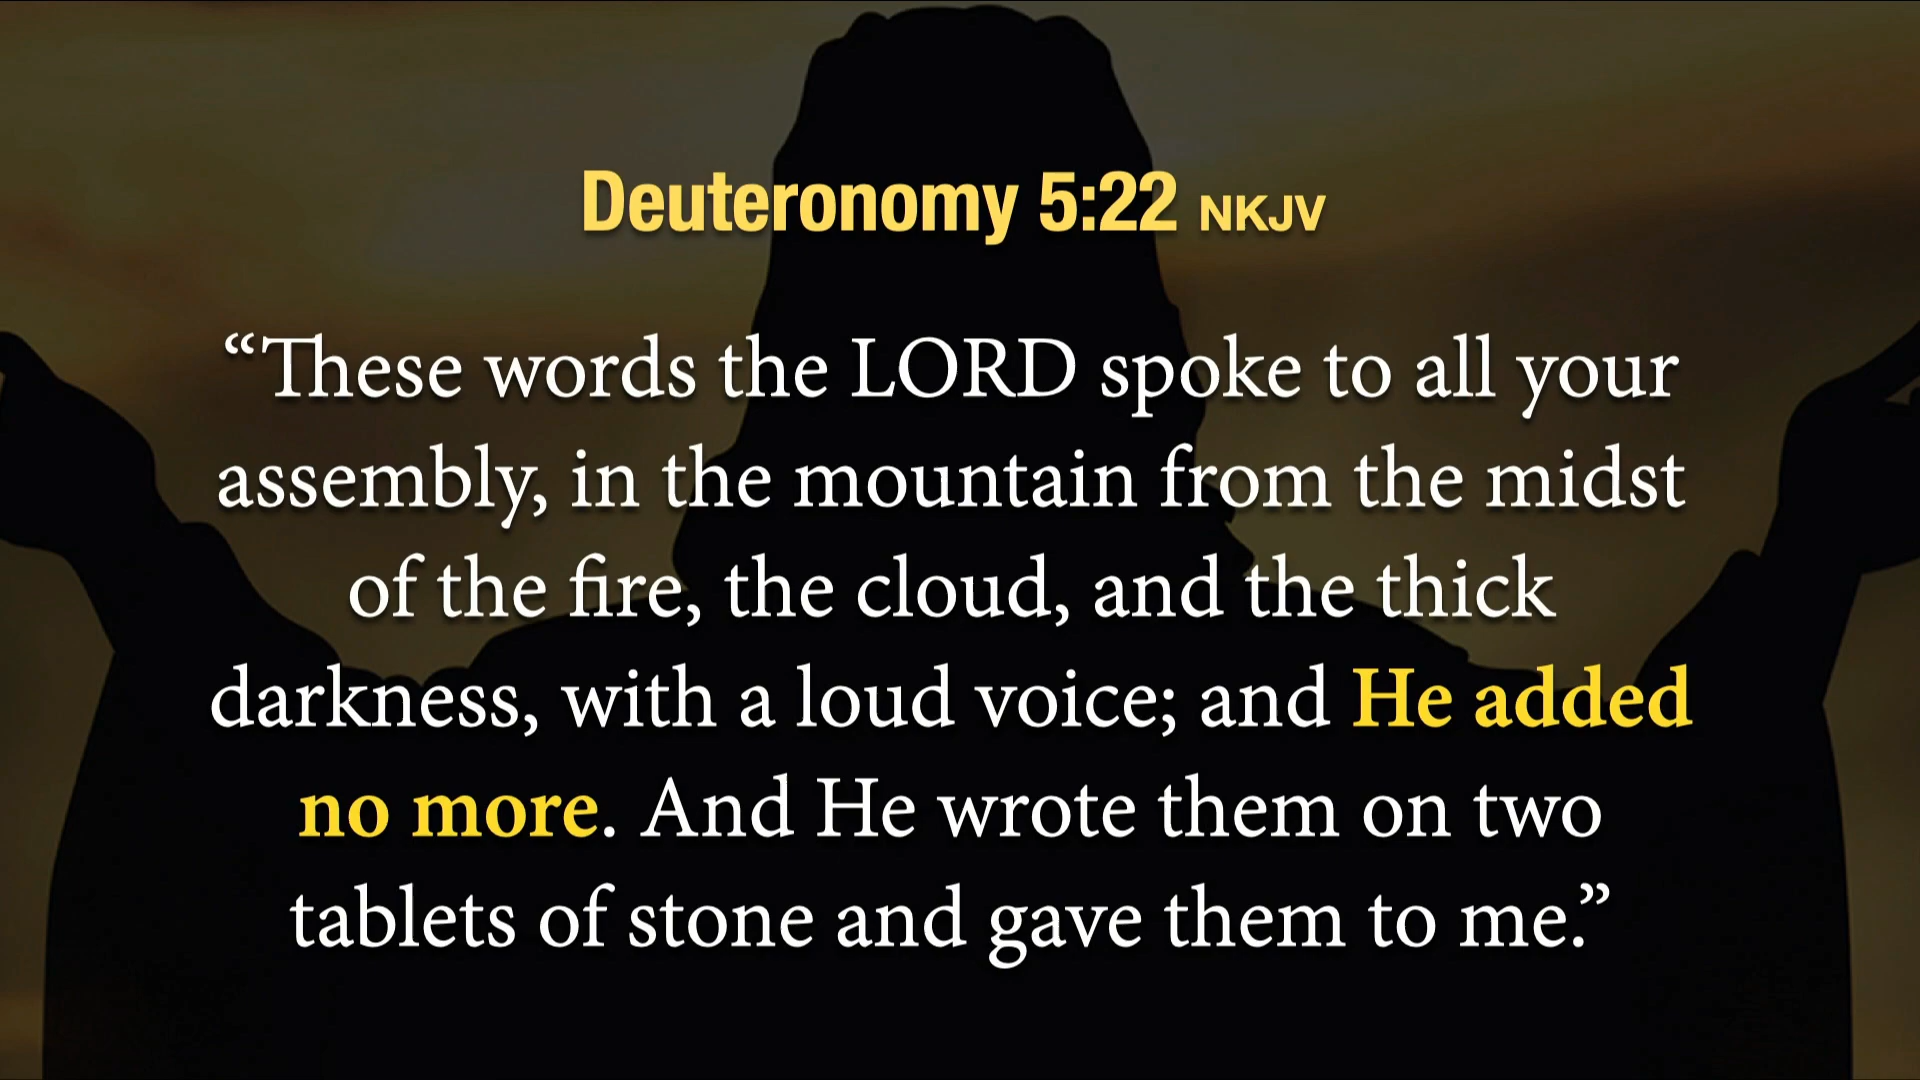 Deuteronomy 5:22 NKJV
“These words the LORD spoke to all your
assembly, in the mountain from the midst
of the fire, the cloud, and the thick
darkness, with a loud voice; and He added
no more. And He wrote them on two
tablets of stone and gave them to me.”